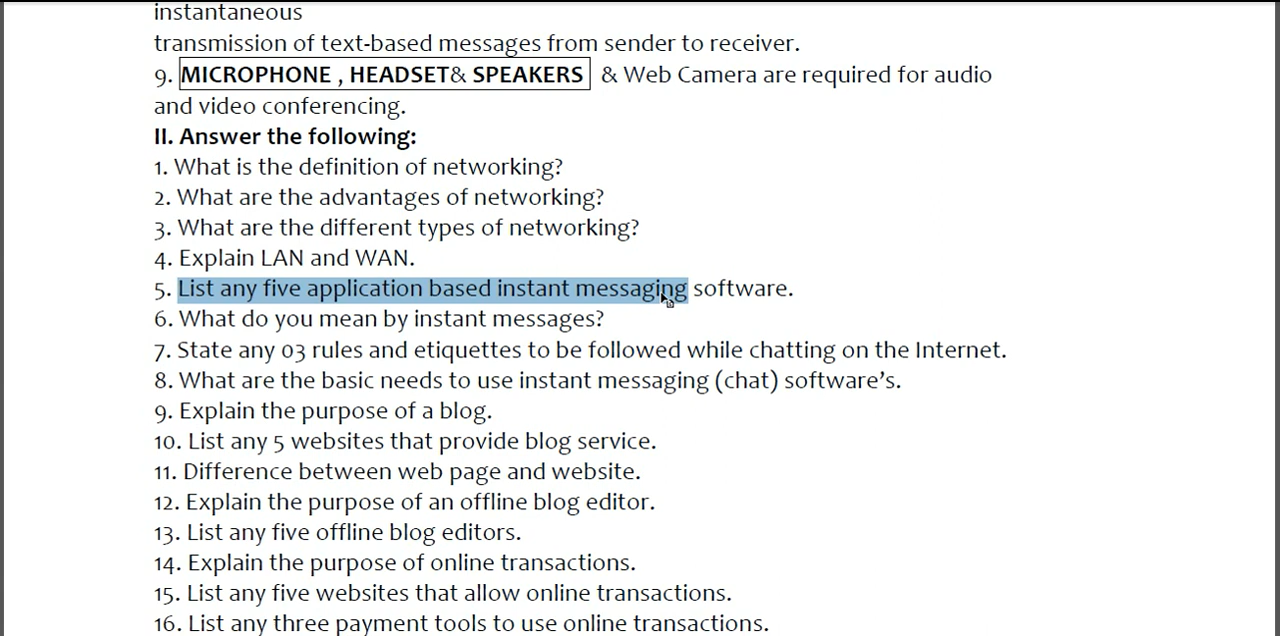 instantaneous
transmission of text-based messages from sender to receiver.
9. MICROPHONE , HEADSET& SPEAKERS & Web Camera are required for audio
and video conferencing.
II. Answer the following:
1. What is the definition of networking?
2. What are the advantages of networking?
3. What are the different types of networking?
4. Explain LAN and WAN.
5. List any five application based instant messaging software.
6. What do you mean by instant messages?
7. State any 03 rules and etiquettes to be followed while chatting on the Internet.
8. What are the basic needs to use instant messaging (chat) software’s.
9. Explain the purpose of a blog.
10. List any 5 websites that provide blog service.
11. Difference between web page and website.
12. Explain the purpose of an offline blog editor.
13. List any five offline blog editors.
14. Explain the purpose of online transactions.
15. List any five websites that allow online transactions.
16. List any three payment tools to use online transactions.